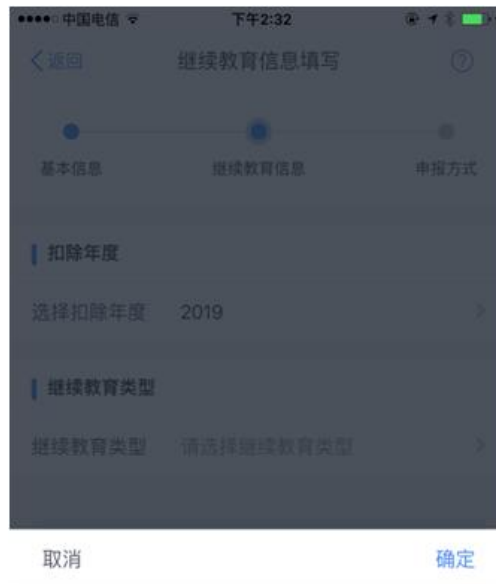 中国电信 下午2:32
返回 继续教育信息填写 ?
基本信息 继续教育信息 申报方式
扣除年度
选择扣除年度 2019
继续教育类型
继续教育类型 请选择继续教育类型
取消 确定